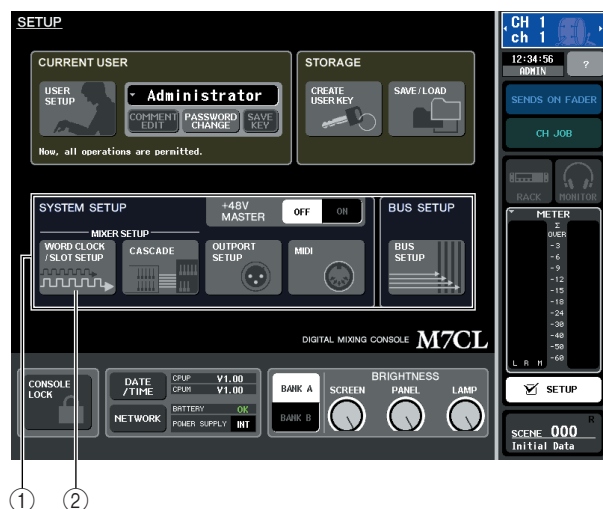 SETUP
CURRENT USER
USER
SETUP
Administrator
COMMENT
EDIT
PASSWORD
CHANGE
SAVE
KEY
Now, all operations are permitted.
STORAGE
CREATE
USER KEY
SAVE/LOAD
SYSTEM SETUP
+48V
MASTER
OFF
ON
MIXER SETUP
WORD CLOCK
/SLOT SETUP
CASCADE
OUTPORT
SETUP
MIDI
BUS SETUP
BUS
SETUP
DIGITAL MIXING CONSOLE M7CL
CONSOLE
LOCK
DATE
/TIME
NETWORK
CPUP V1.00
CPUM V1.00
BATTERY OK
POWER SUPPLY INT
BANK A
BANK B
BRIGHTNESS
SCREEN
PANEL
LAMP
CH 1
ch 1
12:34:56
ADMIN
?
SENDS ON FADER
CH JOB
RACK
MONITOR
METER
Σ
OVER
-3
-6
-9
-12
-15
-18
-24
-30
-40
-50
-60
L R M
SETUP
R
SCENE 000
Initial Data
1
2